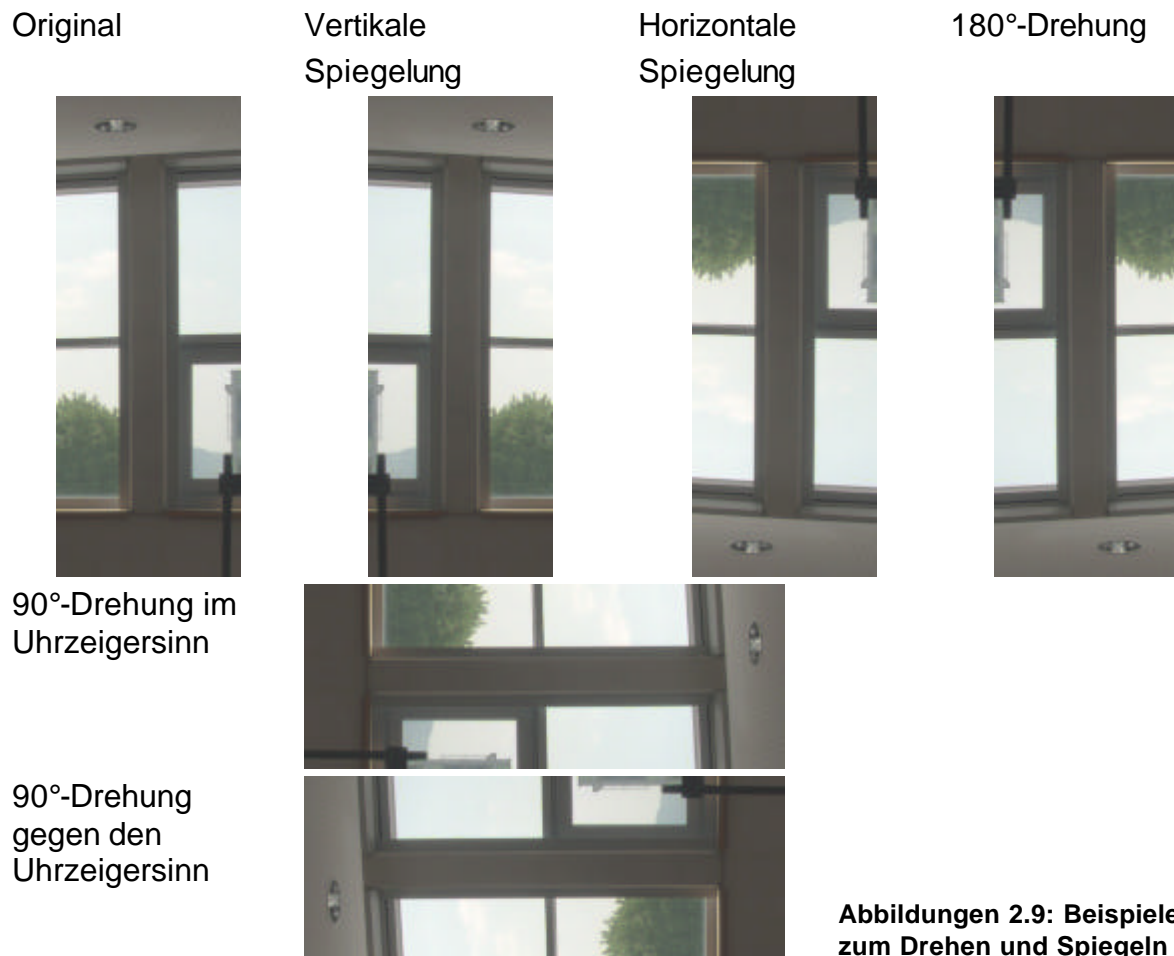 Original
Vertikale
Spiegelung
Horizontale
Spiegelung
180°-Drehung
90°-Drehung im
Uhrzeigersinn
90°-Drehung
gegen den
Uhrzeigersinn
Abbildungen 2.9: Beispiele
zum Drehen und Spiegeln